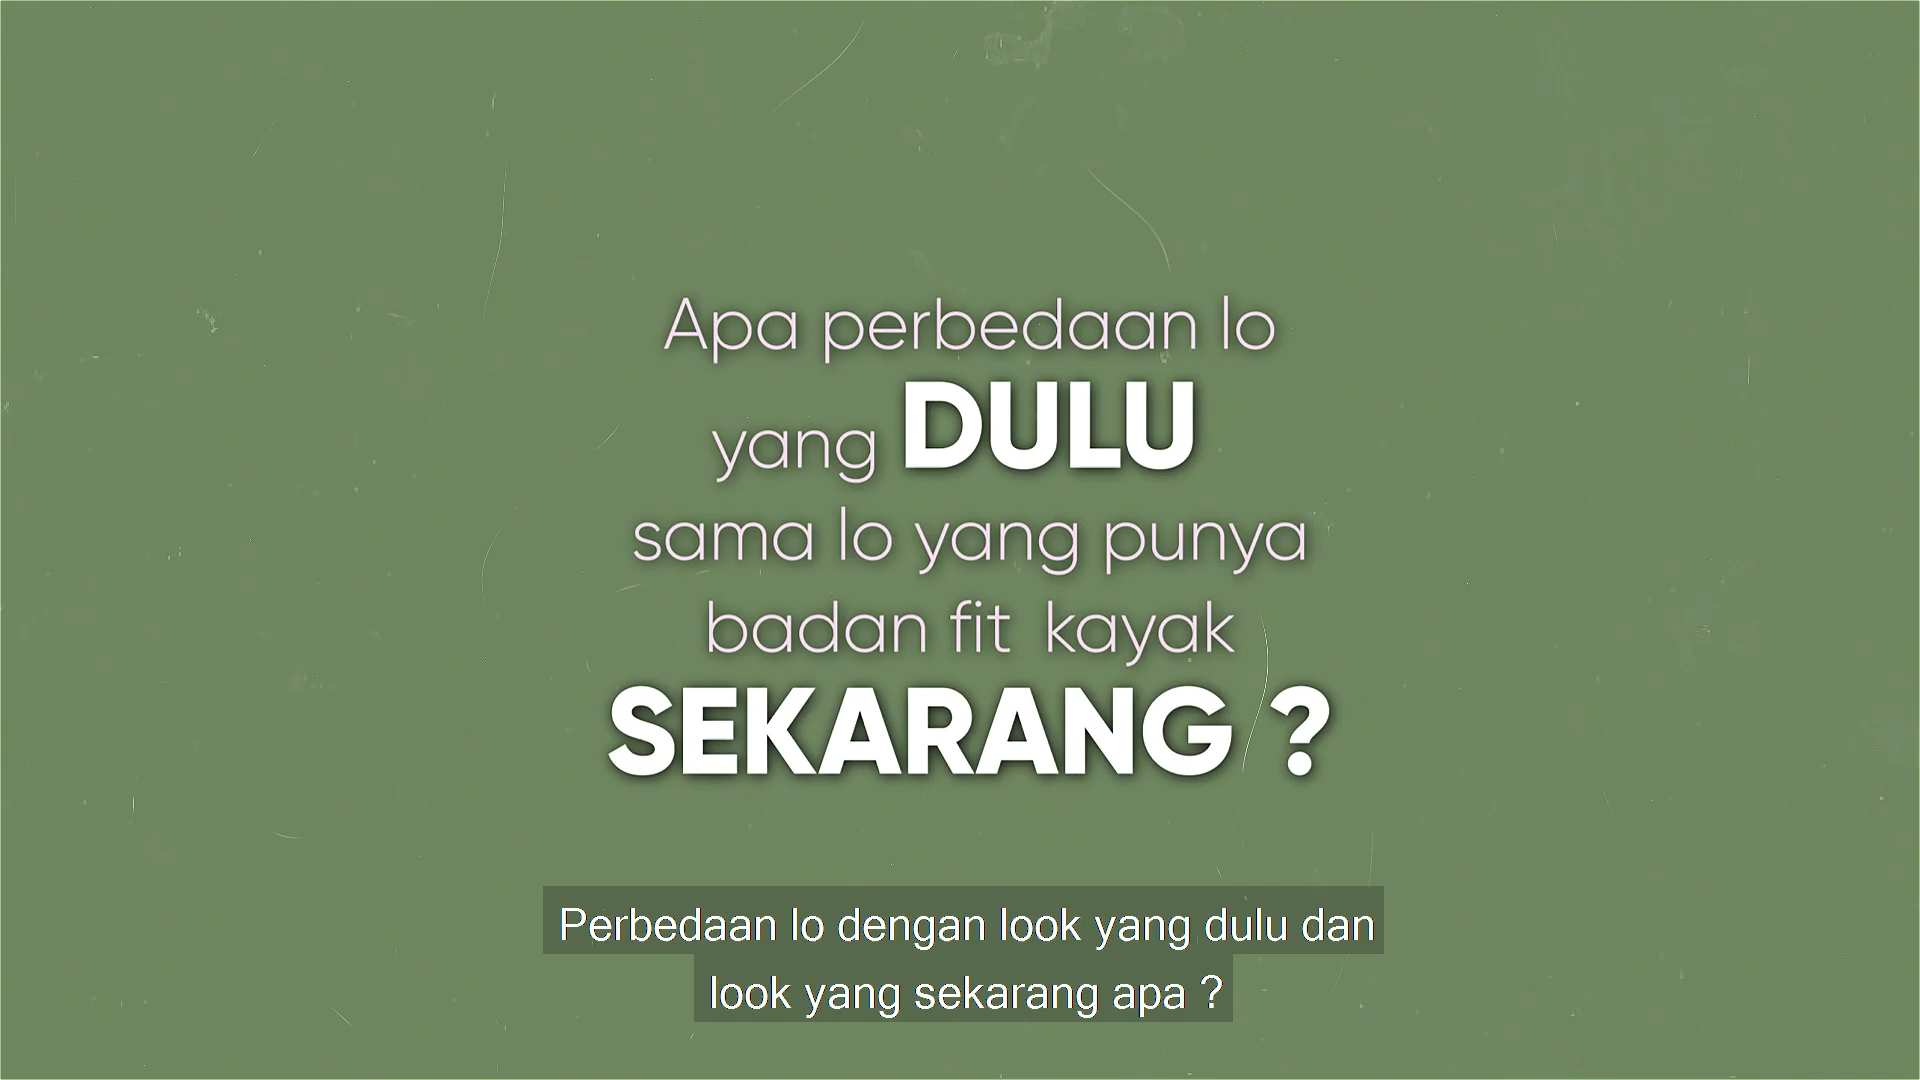 Apa perbedaan lo
yang DULU
sama lo yang punya
badan fit kayak
SEKARANG ?
Perbedaan lo dengan look yang dulu dan
look yang sekarang apa ?